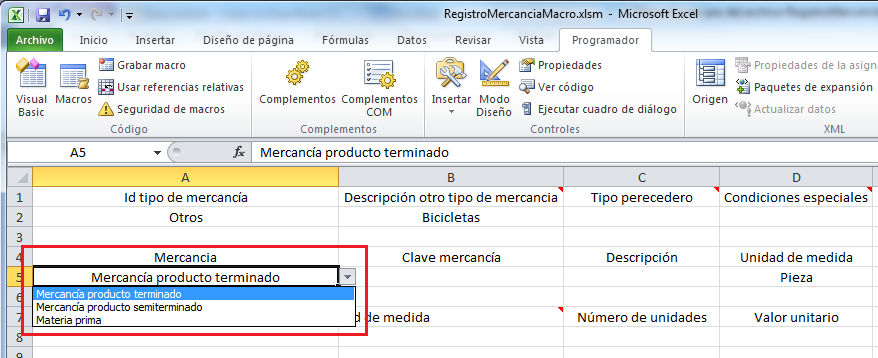 RegistroMercanciaMacro.xlsm - Microsoft Excel
Archivo Inicio Insertar Diseño de página Fórmulas Datos Revisar Vista Programador
Visual Basic
Macros
Grabar macro
Usar referencias relativas
Seguridad de macros
Código
Complementos
Complementos COM
Complementos
Insertar
Modo Diseño
Propiedades
Ver código
Ejecutar cuadro de diálogo
Controles
Origen
Propiedades de la asigna
Paquetes de expansión
Actualizar datos
XML
A5 fx Mercancía producto terminado
A B C D
1 Id tipo de mercancía Descripción otro tipo de mercancia Tipo perecedero Condiciones especiales
2 Otros Bicicletas
3
4 Mercancia Clave mercancía Descripción Unidad de medida
5 Mercancía producto terminado Pieza
Mercancía producto terminado
6
Mercancía producto semiterminado
Materia prima
7 d de medida Número de unidades Valor unitario
8
9